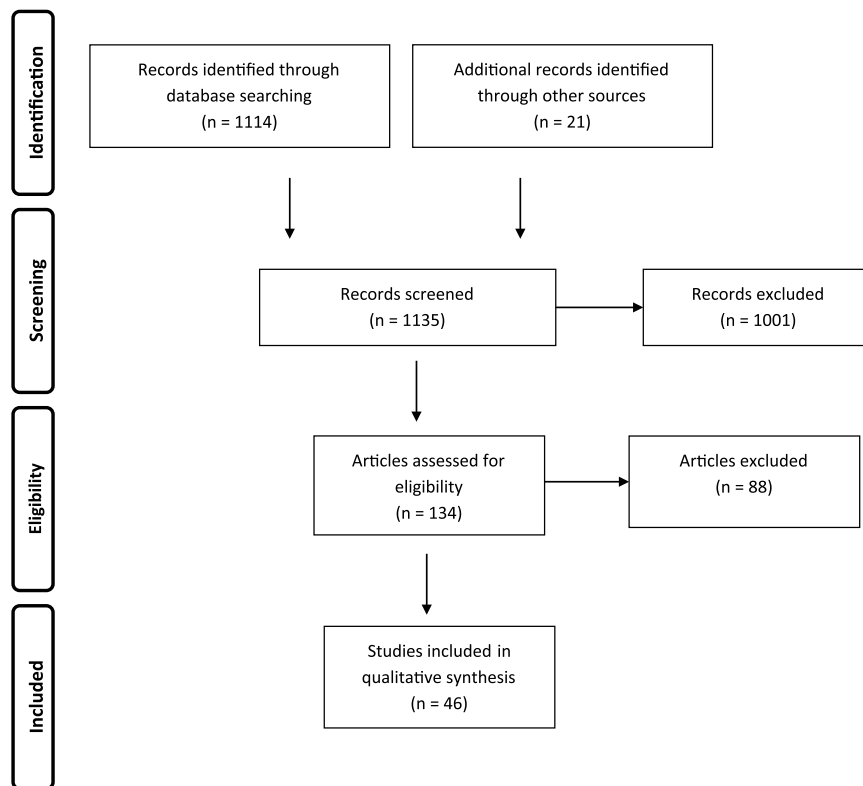 Identification
Records identified through
database searching
(n = 1114)
Additional records identified
through other sources
(n = 21)
Screening
Records screened
(n = 1135)
Records excluded
(n = 1001)
Eligibility
Articles assessed for
eligibility
(n = 134)
Articles excluded
(n = 88)
Included
Studies included in
qualitative synthesis
(n = 46)